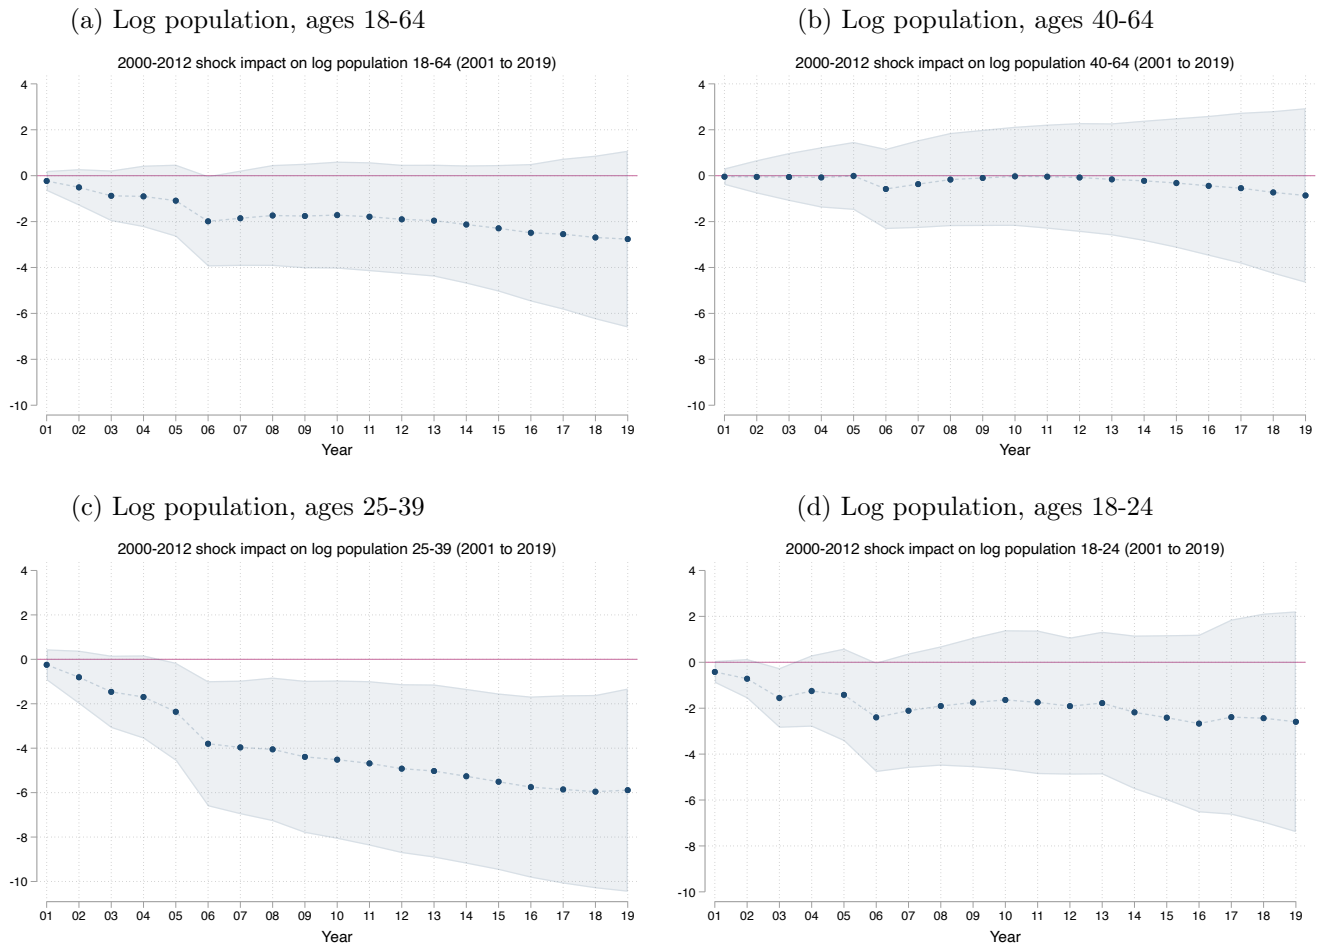 (a) Log population, ages 18-64
2000-2012 shock impact on log population 18-64 (2001 to 2019)
4
2
0
-2
-4
-6
-8
-10
01 02 03 04 05 06 07 08 09 10 11 12 13 14 15 16 17 18 19
Year
(b) Log population, ages 40-64
2000-2012 shock impact on log population 40-64 (2001 to 2019)
4
2
0
-2
-4
-6
-8
-10
01 02 03 04 05 06 07 08 09 10 11 12 13 14 15 16 17 18 19
Year
(c) Log population, ages 25-39
2000-2012 shock impact on log population 25-39 (2001 to 2019)
4
2
0
-2
-4
-6
-8
-10
01 02 03 04 05 06 07 08 09 10 11 12 13 14 15 16 17 18 19
Year
(d) Log population, ages 18-24
2000-2012 shock impact on log population 18-24 (2001 to 2019)
4
2
0
-2
-4
-6
-8
-10
01 02 03 04 05 06 07 08 09 10 11 12 13 14 15 16 17 18 19
Year